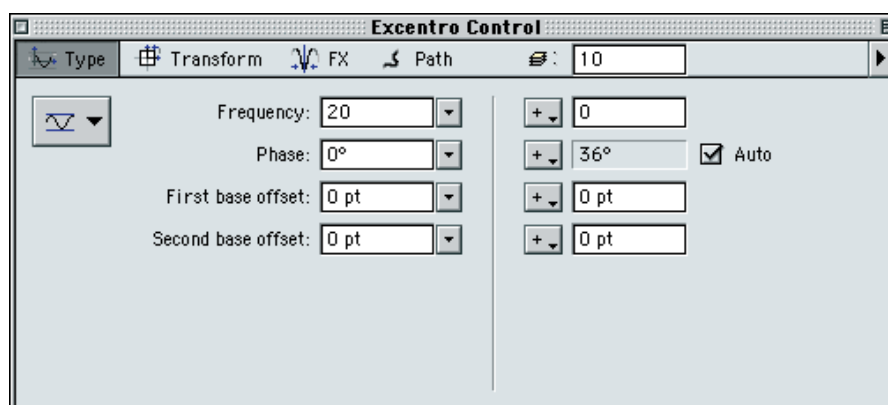 Excentro Control
Type Transform FX Path : 10
Frequency: 20 + 0
Phase: 0° + 36° Auto
First base offset: 0 pt + 0 pt
Second base offset: 0 pt + 0 pt